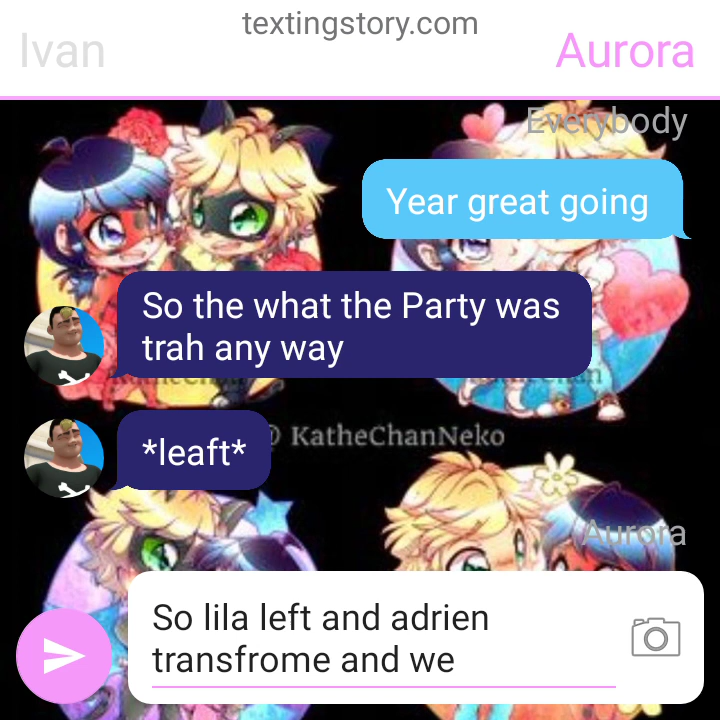 textingstory.com
Ivan
Aurora
Everybody
Year great going
So the what the Party was
trah any way
*leaft*
KatheChanNeko
Aurora
So lila left and adrien
transfrome and we